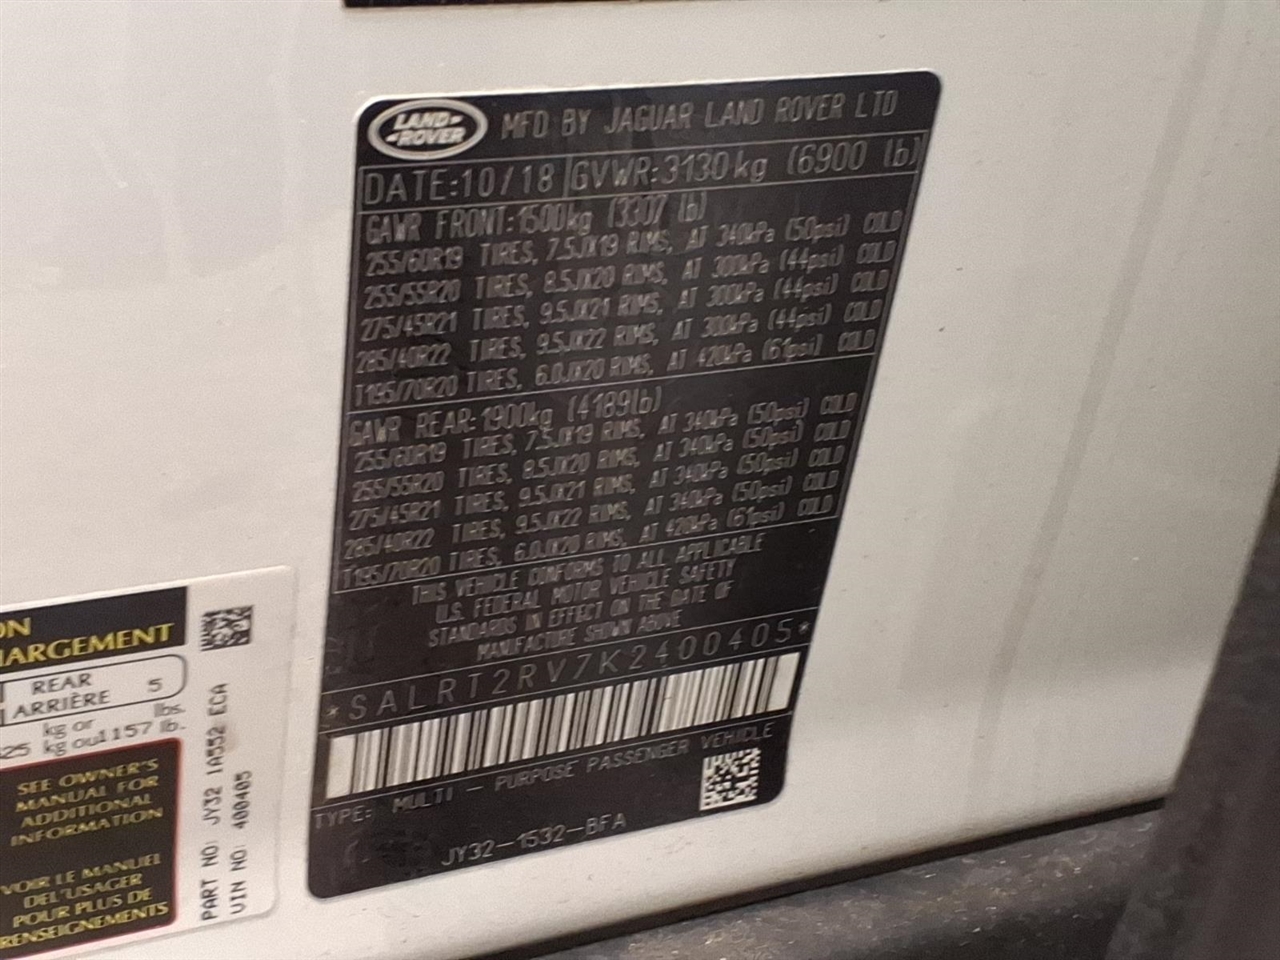 LAND-
-ROVER
MFD BY JAGUAR LAND ROVER LTD
DATE:10/18 GVWR:3130kg (6900 lb)
GAWR FRONT:1500kg (3307 lb)
255/60R19 TIRES, 7.5JX19 RIMS, AT 340kPa (50psi) COLD
255/55R20 TIRES, 8.5JX20 RIMS, AT 300kPa (44psi) COLD
275/45R21 TIRES, 9.5JX21 RIMS, AT 300kPa (44psi) COLD
285/40R22 TIRES, 9.5JX22 RIMS, AT 300kPa (44psi) COLD
T195/70R20 TIRES, 6.0JX20 RIMS, AT 420kPa (61psi) COLD
GAWR REAR:1900kg (4189lb)
255/60R19 TIRES, 7.5JX19 RIMS, AT 340kPa (50psi) COLD
255/55R20 TIRES, 8.5JX20 RIMS, AT 340kPa (50psi) COLD
275/45R21 TIRES, 9.5JX21 RIMS, AT 340kPa (50psi) COLD
285/40R22 TIRES, 9.5JX22 RIMS, AT 340kPa (50psi) COLD
T195/70R20 TIRES, 6.0JX20 RIMS, AT 420kPa (61psi) COLD
THIS VEHICLE CONFORMS TO ALL APPLICABLE
U.S. FEDERAL MOTOR VEHICLE SAFETY
STANDARDS IN EFFECT ON THE DATE OF
MANUFACTURE SHOWN ABOVE
*SALRT2RV7K2400405*
TYPE: MULTI - PURPOSE PASSENGER VEHICLE
JY32-1532-BFA
ON
HARGEMENT
REAR
ARRIÈRE 5
kg or lbs.
25 kg ou 1157 lb.
SEE OWNER'S
MANUAL FOR
ADDITIONAL
INFORMATION
VOIR LE MANUEL
DEL'USAGER
POUR PLUS DE
RENSEIGNEMENTS
PART NO: JY32 1A552 ECA
VIN NO: 400405